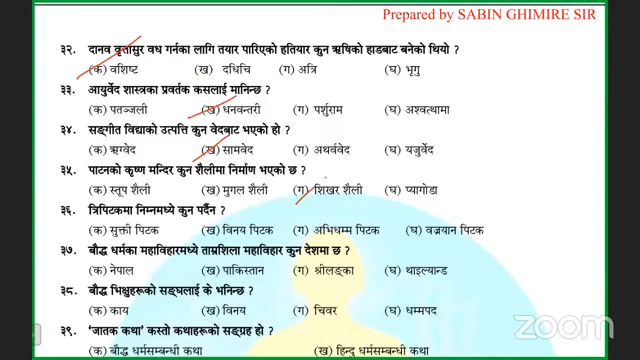 Prepared by SABIN GHIMIRE SIR
३२. दानव वृत्तासुर वध गर्नका लागि तयार पारिएको हतियार कुन ऋषिको हाडबाट बनेको थियो ?
(क) वशिष्ट (ख) दधिचि (ग) अत्रि (घ) भृगु
३३. आयुर्वेद शास्त्रका प्रवर्तक कसलाई मानिन्छ ?
(क) पतञ्जली (ख) धनवन्तरी (ग) पर्शुराम (घ) अश्वत्थामा
३४. सङ्गीत विद्याको उत्पत्ति कुन वेदबाट भएको हो ?
(क) ऋग्वेद (ख) सामवेद (ग) अथर्ववेद (घ) यजुर्वेद
३५. पाटनको कृष्ण मन्दिर कुन शैलीमा निर्माण भएको छ ?
(क) स्तूप शैली (ख) मुगल शैली (ग) शिखर शैली (घ) प्यागोडा
३६. त्रिपिटकमा निम्नमध्ये कुन पर्दैन ?
(क) सुक्ती पिटक (ख) विनय पिटक (ग) अभिधम्म पिटक (घ) वज्रयान पिटक
३७. बौद्ध धर्मका महाविहारमध्ये ताम्रशिला महाविहार कुन देशमा छ ?
(क) नेपाल (ख) पाकिस्तान (ग) श्रीलङ्का (घ) थाइल्यान्ड
३८. बौद्ध भिक्षुहरूको सङ्घलाई के भनिन्छ ?
(क) काय (ख) विनय (ग) चिवर (घ) धम्मपद
३९. 'जातक कथा' कस्तो कथाहरूको सङ्ग्रह हो ?
(क) बौद्ध धर्मसम्बन्धी कथा (ख) हिन्दु धर्मसम्बन्धी कथा
zoom